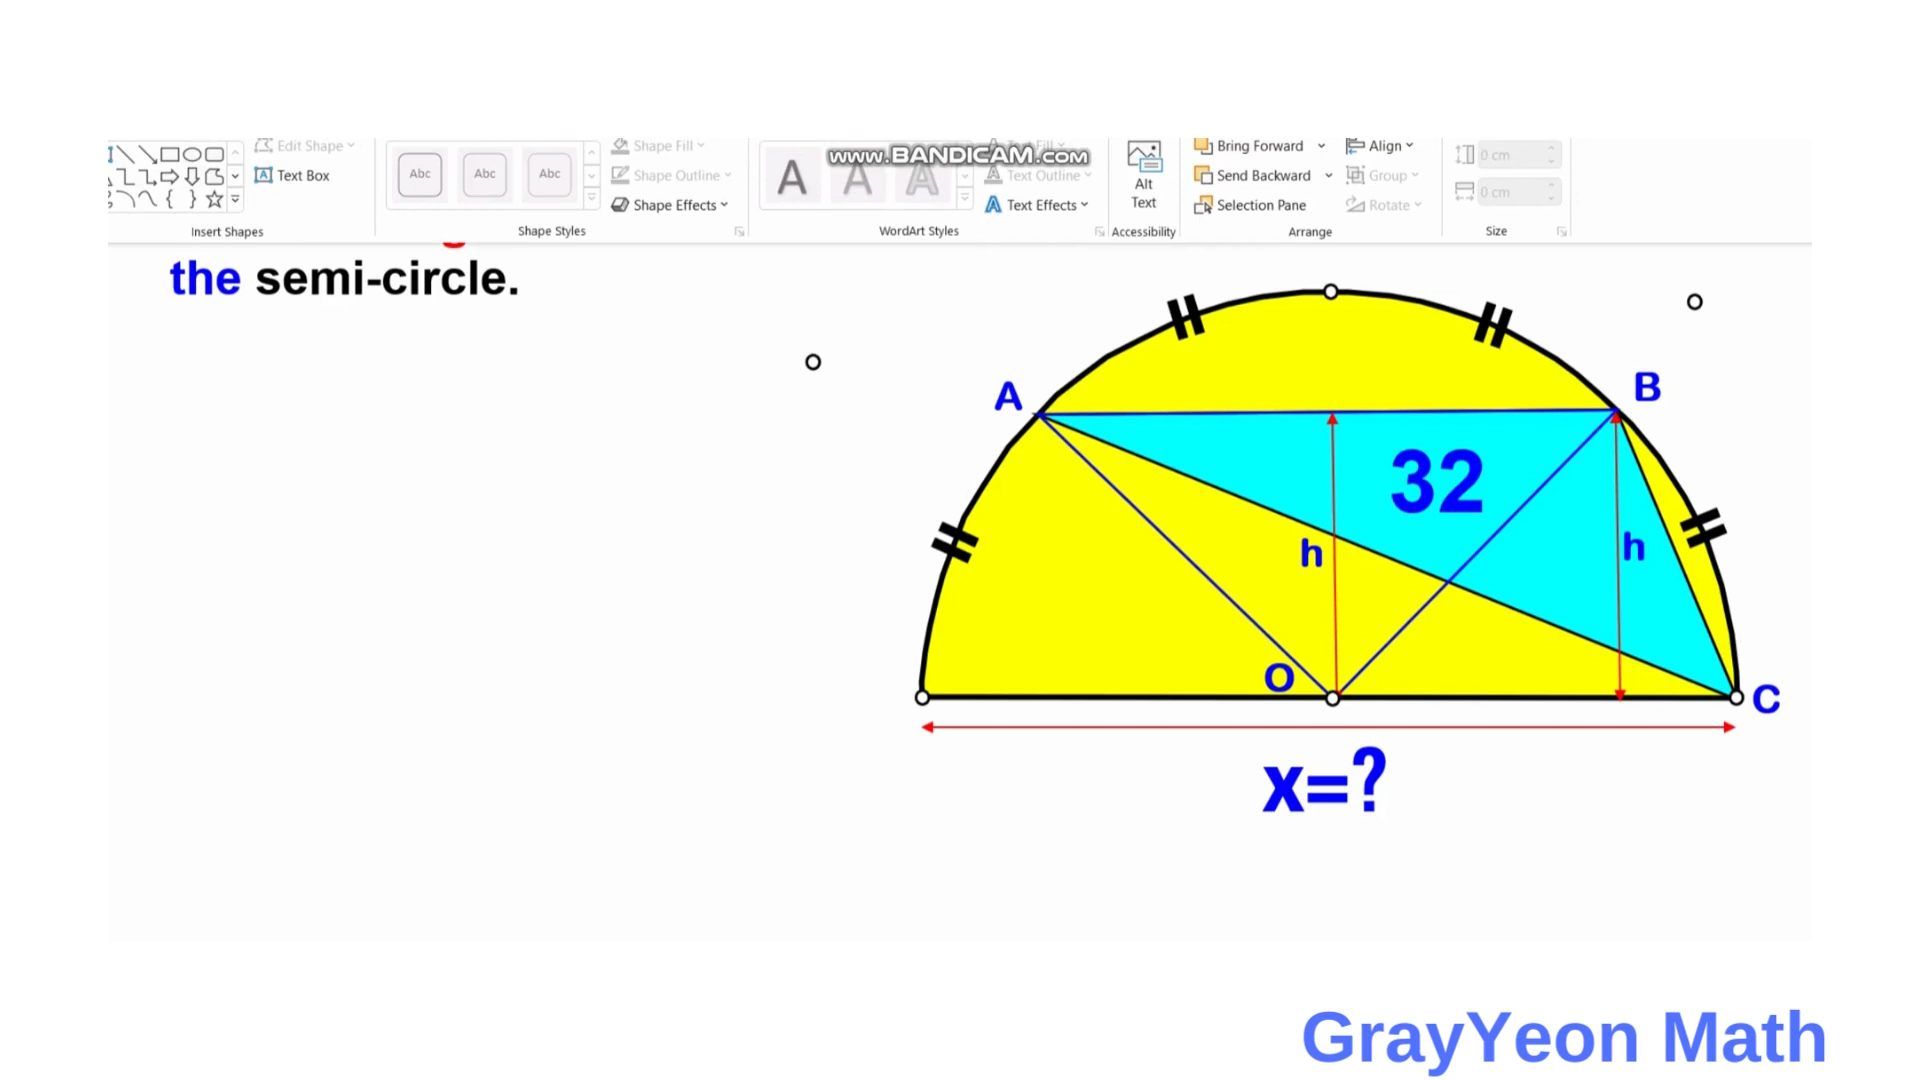 Edit Shape
Text Box
Insert Shapes
Abc
Abc
Abc
Shape Fill
Shape Outline
Shape Effects
Shape Styles
A
A
A
www.BANDICAM.com
Text Outline
Text Effects
WordArt Styles
Alt
Text
Accessibility
Bring Forward
Send Backward
Selection Pane
Align
Group
Rotate
Arrange
0 cm
0 cm
Size
the semi-circle.
A
B
32
h
h
O
C
x=?
GrayYeon Math